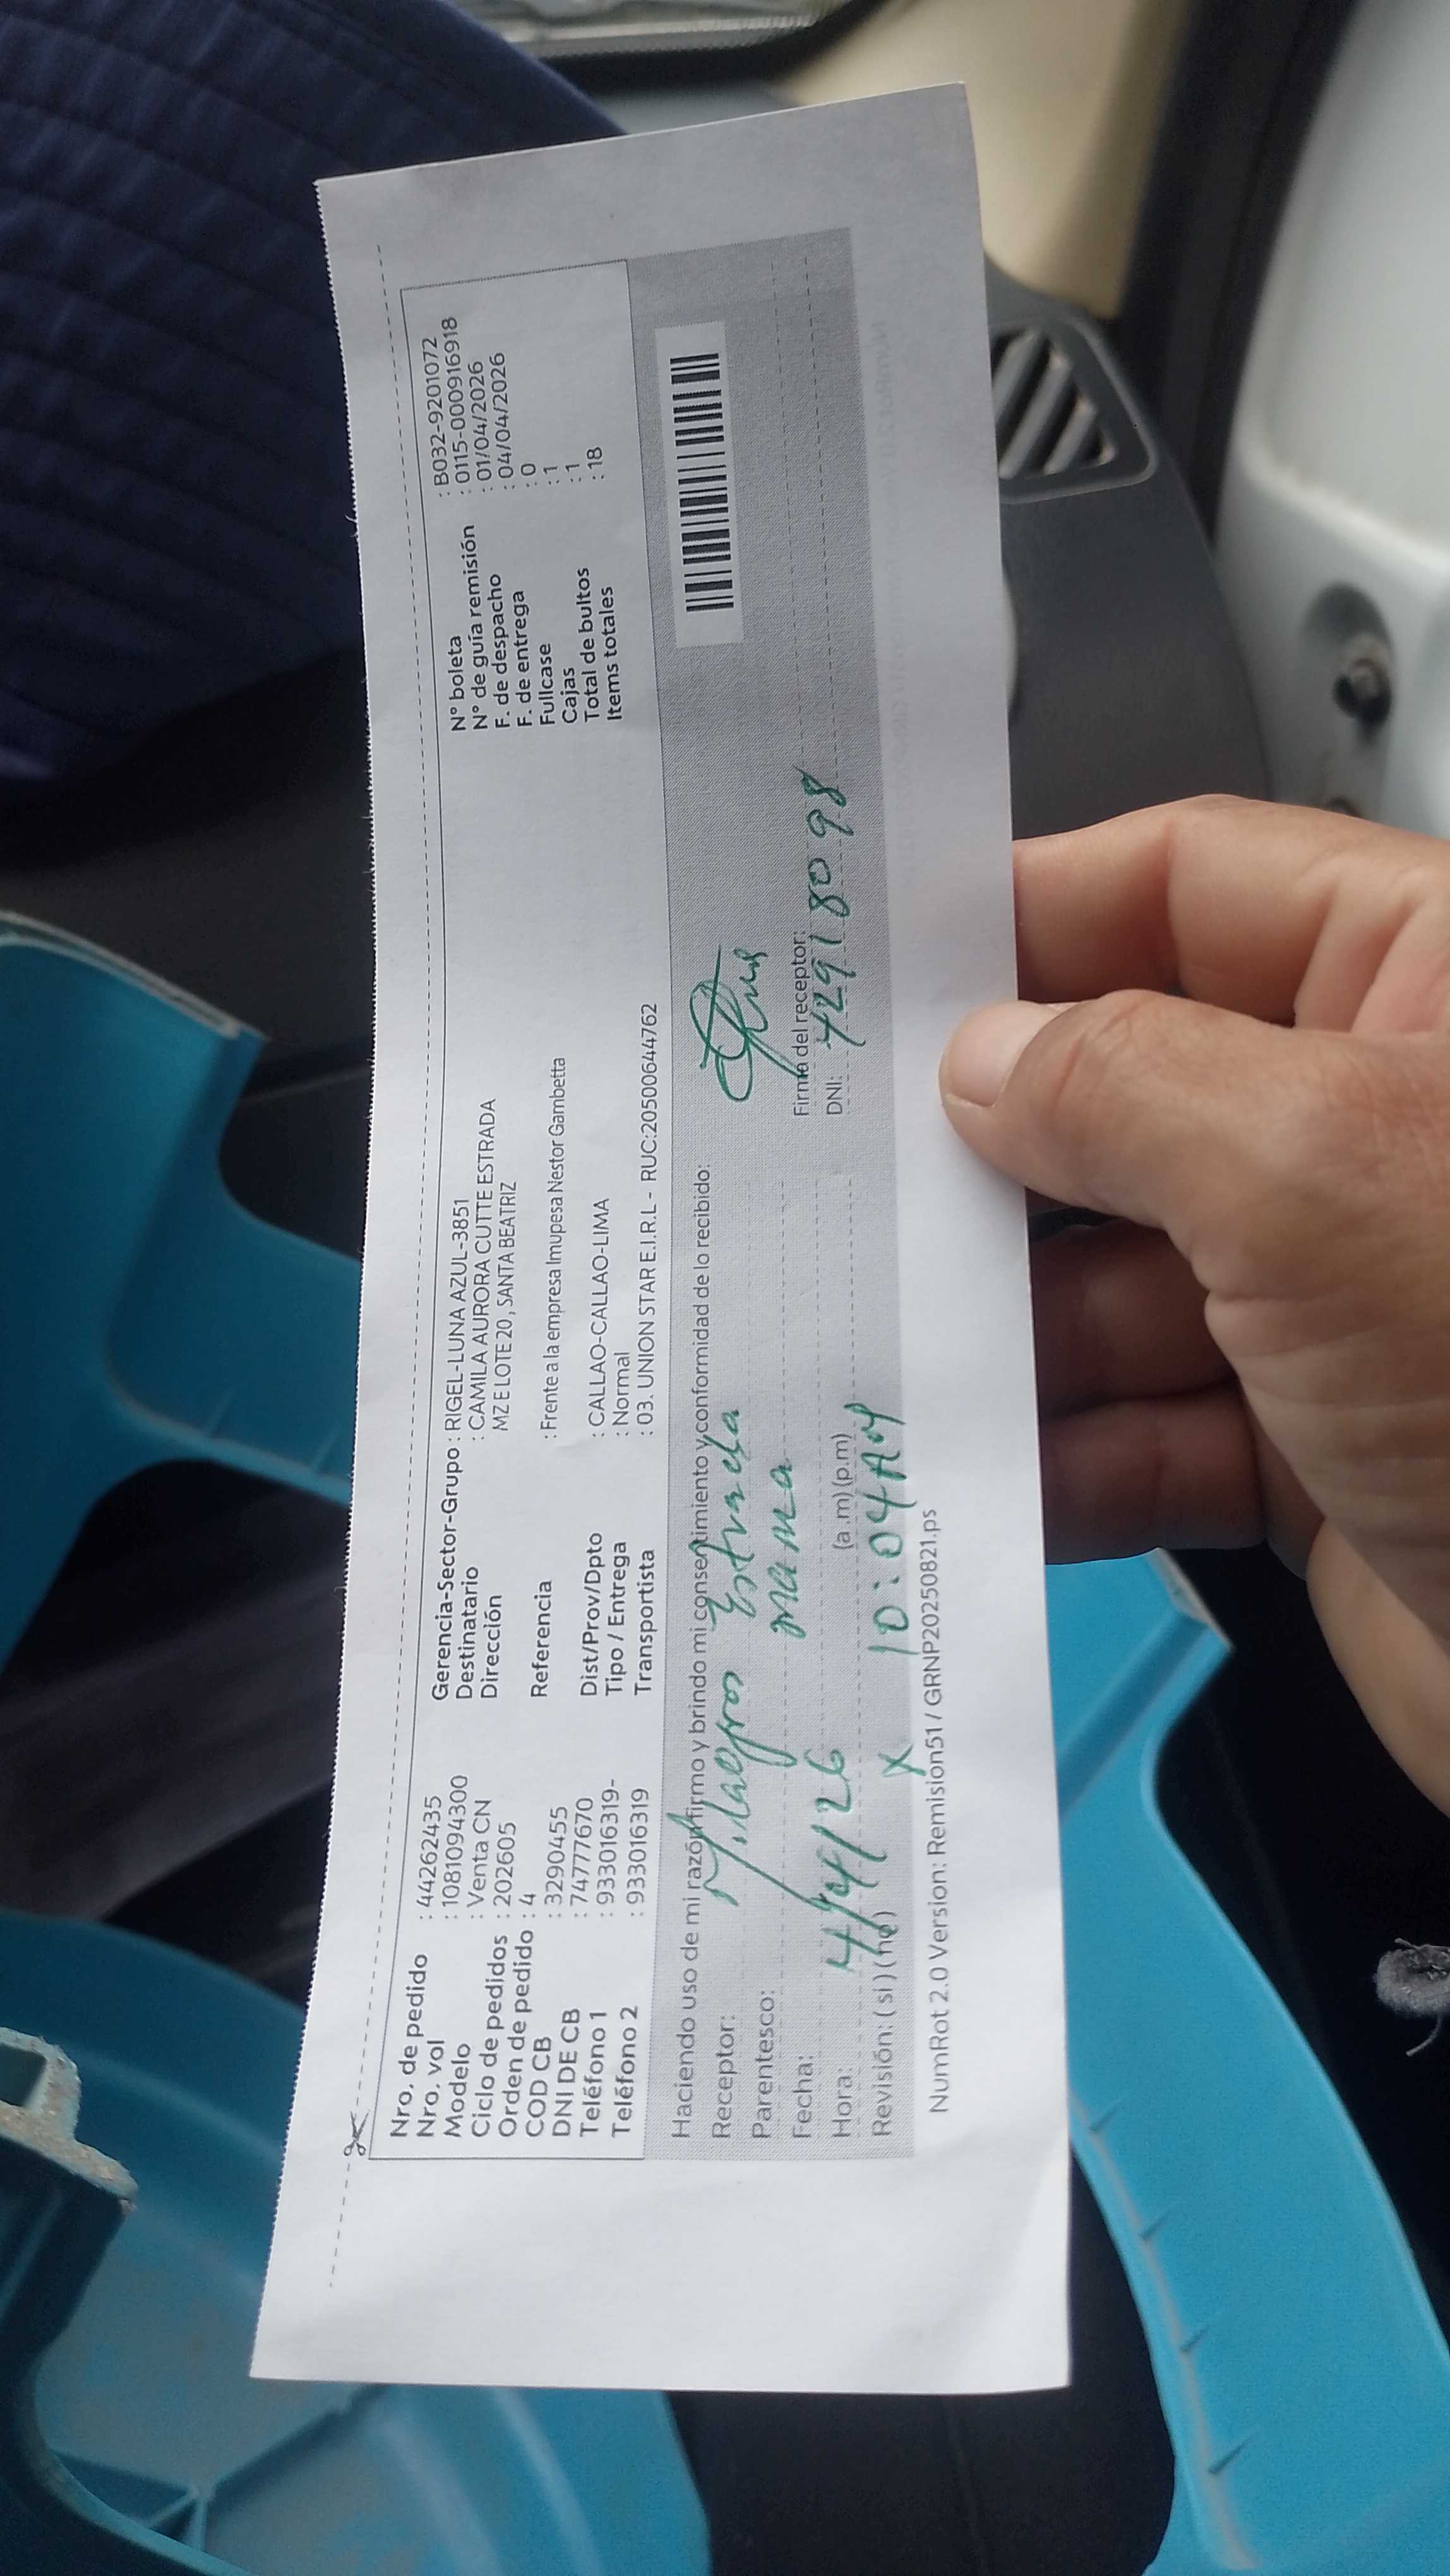 Nro. de pedido : 44262435
Nro. vol : 1081094300
Modelo : Venta CN
Ciclo de pedidos : 202605
Orden de pedido : 4
COD CB : 3290455
DNI DE CB : 74777670
Teléfono 1 : 933016319-
Teléfono 2 : 933016319
Gerencia-Sector-Grupo : RIGEL-LUNA AZUL-3851
Destinatario : CAMILA AURORA CUTTE ESTRADA
Dirección MZ E LOTE 20 , SANTA BEATRIZ
Referencia : Frente a la empresa Imupesa Nestor Gambetta
Dist/Prov/Dpto : CALLAO-CALLAO-LIMA
Tipo / Entrega : Normal
Transportista : 03. UNION STAR E.I.R.L - RUC:20500644762
N° boleta : B032-9201072
N° de guía remisión : 0115-000916918
F. de despacho : 01/04/2026
F. de entrega : 04/04/2026
Fullcase : 0
Cajas : 1
Total de bultos : 1
Items totales : 18
Haciendo uso de mi razón firmo y brindo mi consentimiento y conformidad de lo recibido:
Receptor: Milagros Estrada
Parentesco: mama
Fecha: 4/4/26
Hora: (a .m) (p.m) 10:04 AM
Revisión: ( si ) ( no ) X
Firma del receptor:
DNI: 42918098
NumRot 2.0 Version: Remision51 / GRNP20250821.ps